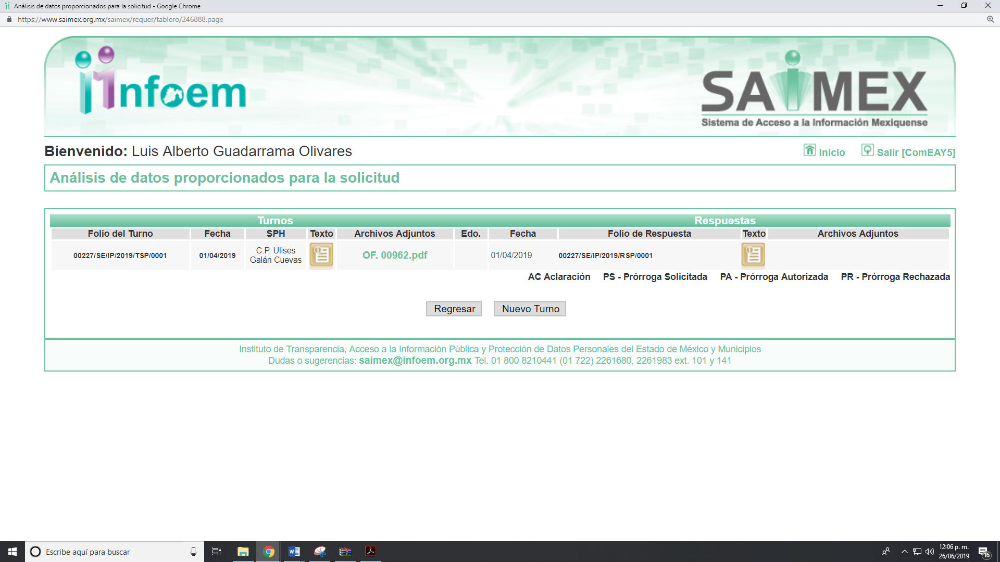 Análisis de datos proporcionados para la solicitud - Google Chrome
https://www.saimex.org.mx/saimex/requer/tablero/246888.page
infoem
SAIMEX
Sistema de Acceso a la Información Mexiquense
Bienvenido: Luis Alberto Guadarrama Olivares
Inicio Salir [ComEAY5]
Análisis de datos proporcionados para la solicitud
Turnos Respuestas
Folio del Turno Fecha SPH Texto Archivos Adjuntos Edo. Fecha Folio de Respuesta Texto Archivos Adjuntos
00227/SE/IP/2019/TSP/0001 01/04/2019 C.P. Ulises Galán Cuevas OF. 00962.pdf 01/04/2019 00227/SE/IP/2019/RSP/0001
AC Aclaración PS - Prórroga Solicitada PA - Prórroga Autorizada PR - Prórroga Rechazada
Regresar Nuevo Turno
Instituto de Transparencia, Acceso a la Información Pública y Protección de Datos Personales del Estado de México y Municipios
Dudas o sugerencias: saimex@infoem.org.mx Tel. 01 800 8210441 (01 722) 2261680, 2261983 ext. 101 y 141
Escribe aquí para buscar
12:06 p. m.
26/06/2019
16